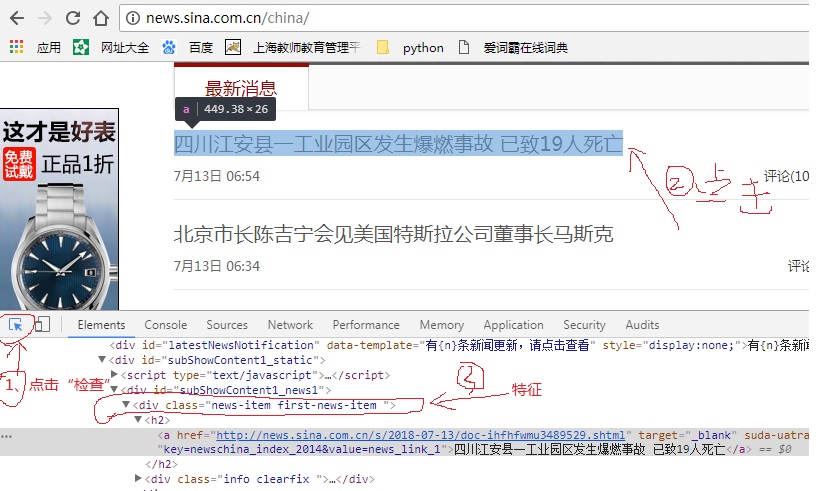 news.sina.com.cn/china/
应用 网址大全 百度 上海教师教育管理平 python 爱词霸在线词典
最新消息
a 449.38×26
这才是好表
免费试戴 正品1折
四川江安县一工业园区发生爆燃事故 已致19人死亡
7月13日 06:54 评论(10
② 点击
北京市长陈吉宁会见美国特斯拉公司董事长马斯克
7月13日 06:34 评论
Elements Console Sources Network Performance Memory Application Security Audits
<div id="latestNewsNotification" data-template="有{n}条新闻更新，请点击查看" style="display:none;">有{n}条新闻
▼<div id="subShowContent1_static">
▶<script type="text/javascript">…</script>
1、点击“检查”
▼<div id="subShowContent1_news1">
③ 特征
▼<div class="news-item first-news-item ">
▼<h2>
<a href="http://news.sina.com.cn/s/2018-07-13/doc-ihfhfwmu3489529.shtml" target="_blank" suda-uatra
"key=newschina_index_2014&value=news_link_1">四川江安县一工业园区发生爆燃事故 已致19人死亡</a> == $0
</h2>
▶<div class="info clearfix ">…</div>